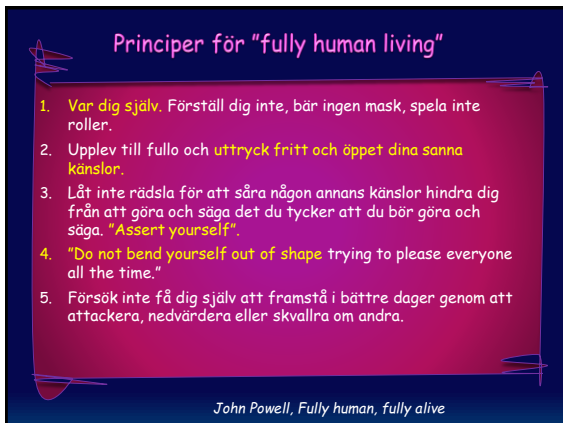 Principer för ”fully human living”
1. Var dig själv. Förställ dig inte, bär ingen mask, spela inte
roller.
2. Upplev till fullo och uttryck fritt och öppet dina sanna
känslor.
3. Låt inte rädsla för att såra någon annans känslor hindra dig
från att göra och säga det du tycker att du bör göra och
säga. ”Assert yourself”.
4. ”Do not bend yourself out of shape trying to please everyone
all the time.”
5. Försök inte få dig själv att framstå i bättre dager genom att
attackera, nedvärdera eller skvallra om andra.
John Powell, Fully human, fully alive